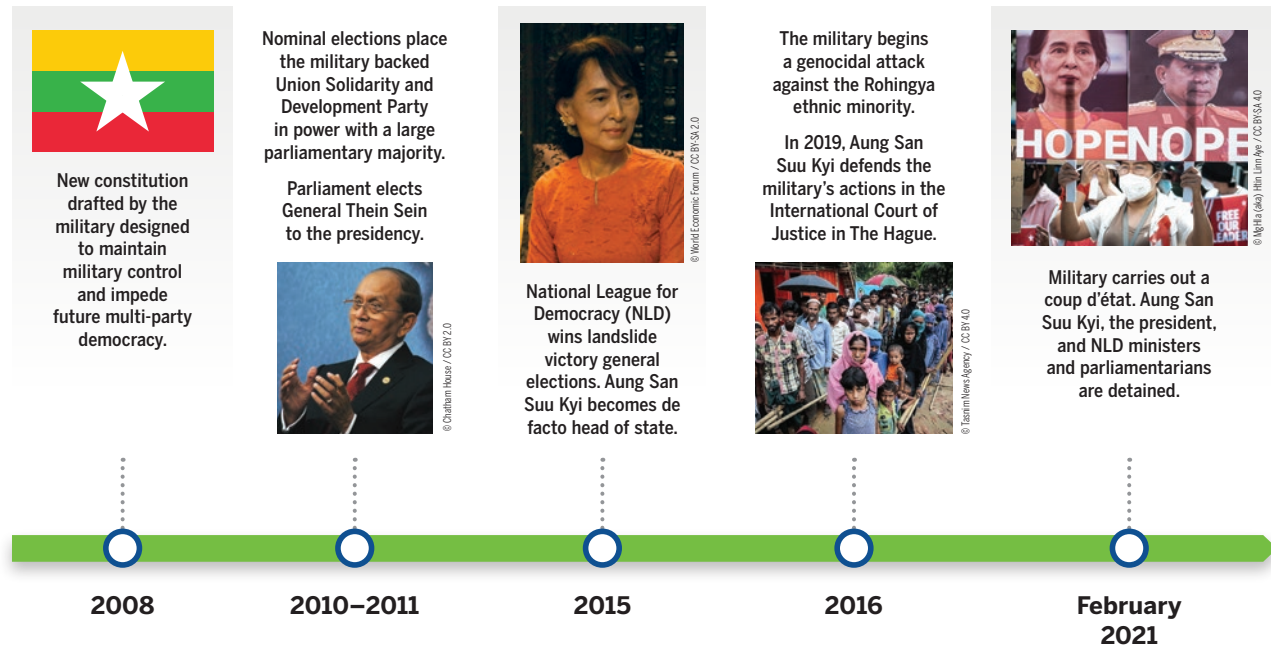 New constitution
drafted by the
military designed
to maintain
military control
and impede
future multi-party
democracy.
Nominal elections place
the military backed
Union Solidarity and
Development Party
in power with a large
parliamentary majority.
Parliament elects
General Thein Sein
to the presidency.
© Chatham House / CC BY 2.0
© World Economic Forum / CC BY-SA 2.0
National League for
Democracy (NLD)
wins landslide
victory general
elections. Aung San
Suu Kyi becomes de
facto head of state.
The military begins
a genocidal attack
against the Rohingya
ethnic minority.
In 2019, Aung San
Suu Kyi defends the
military's actions in the
International Court of
Justice in The Hague.
© Tasnim News Agency / CC BY 4.0
HOPE NOPE
FREE
OUR
LEADER
© MgHla (aka) Htin Linn Aye / CC BY-SA 4.0
Military carries out a
coup d'état. Aung San
Suu Kyi, the president,
and NLD ministers
and parliamentarians
are detained.
2008
2010–2011
2015
2016
February
2021